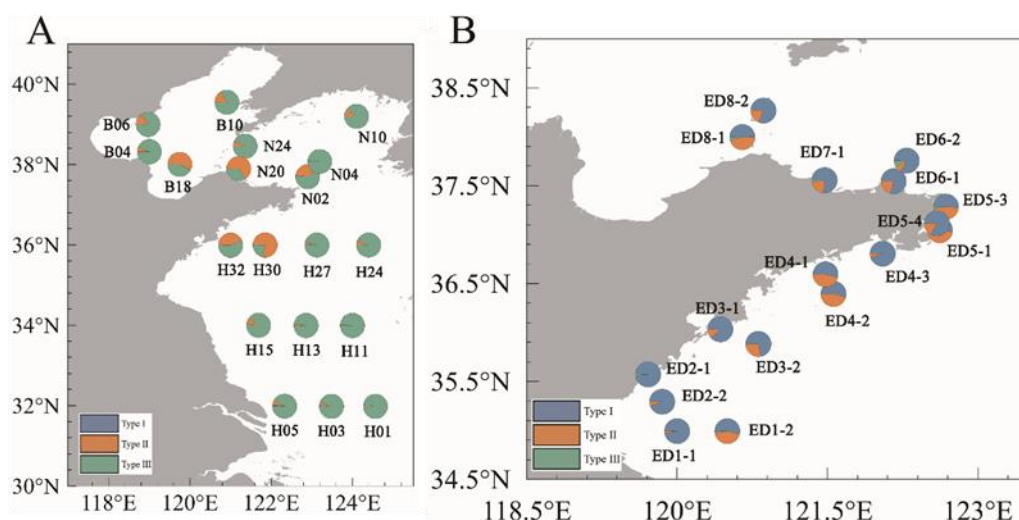 A
40°N
38°N
36°N
34°N
32°N
30°N
118°E
120°E
122°E
124°E
B06
B04
B10
B18
N24
N20
N10
N04
N02
H32
H30
H27
H24
H15
H13
H11
H05
H03
H01
Type I
Type II
Type III
B
38.5°N
37.5°N
36.5°N
35.5°N
34.5°N
118.5°E
120°E
121.5°E
123°E
ED8-2
ED8-1
ED7-1
ED6-2
ED6-1
ED5-3
ED5-4
ED5-1
ED4-1
ED4-3
ED4-2
ED3-1
ED3-2
ED2-1
ED2-2
ED1-2
ED1-1
Type I
Type II
Type III